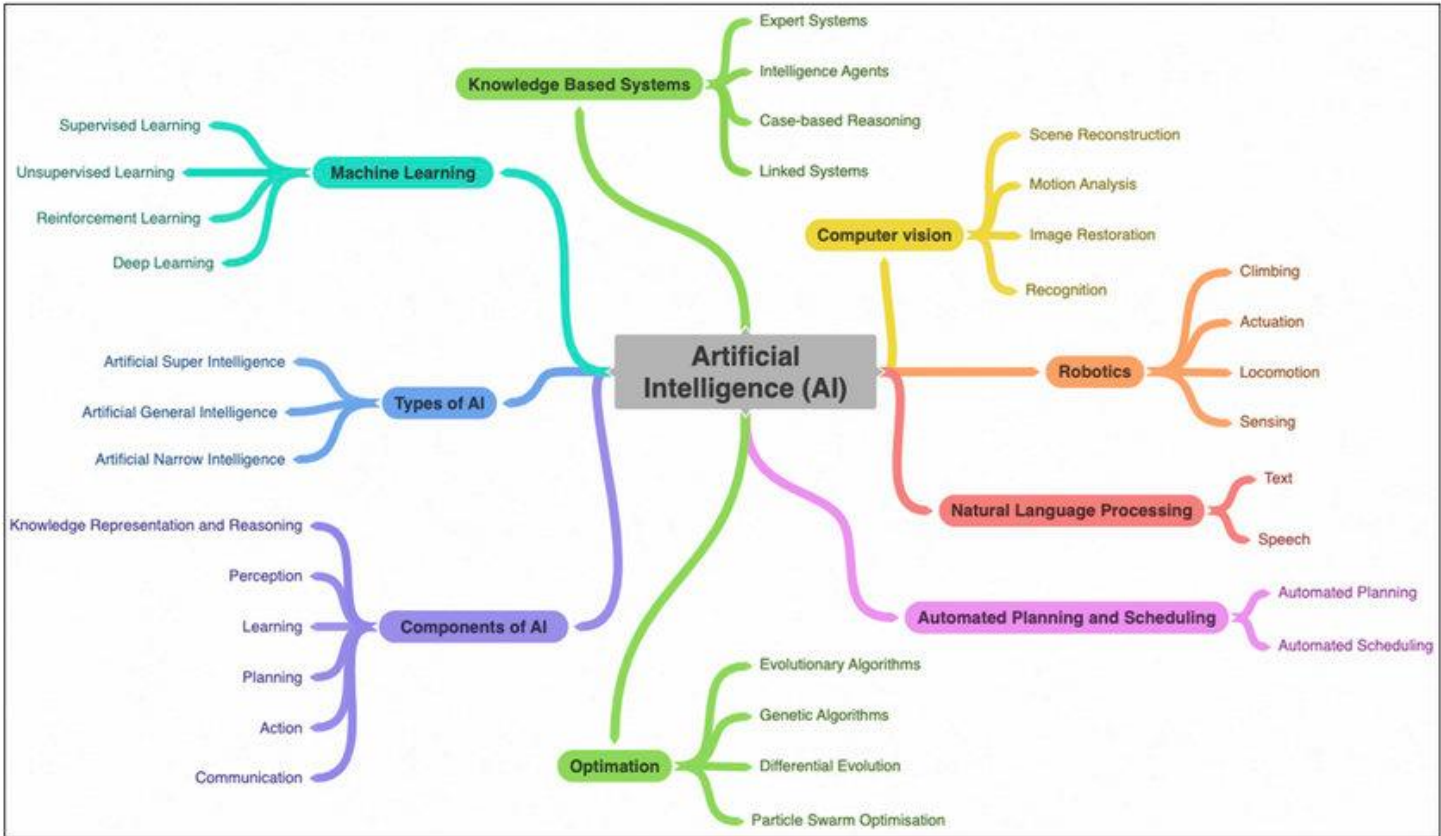 Artificial
Intelligence (AI)
Knowledge Based Systems
Expert Systems
Intelligence Agents
Case-based Reasoning
Linked Systems
Machine Learning
Supervised Learning
Unsupervised Learning
Reinforcement Learning
Deep Learning
Types of AI
Artificial Super Intelligence
Artificial General Intelligence
Artificial Narrow Intelligence
Components of AI
Knowledge Representation and Reasoning
Perception
Learning
Planning
Action
Communication
Computer vision
Scene Reconstruction
Motion Analysis
Image Restoration
Recognition
Robotics
Climbing
Actuation
Locomotion
Sensing
Natural Language Processing
Text
Speech
Automated Planning and Scheduling
Automated Planning
Automated Scheduling
Optimation
Evolutionary Algorithms
Genetic Algorithms
Differential Evolution
Particle Swarm Optimisation